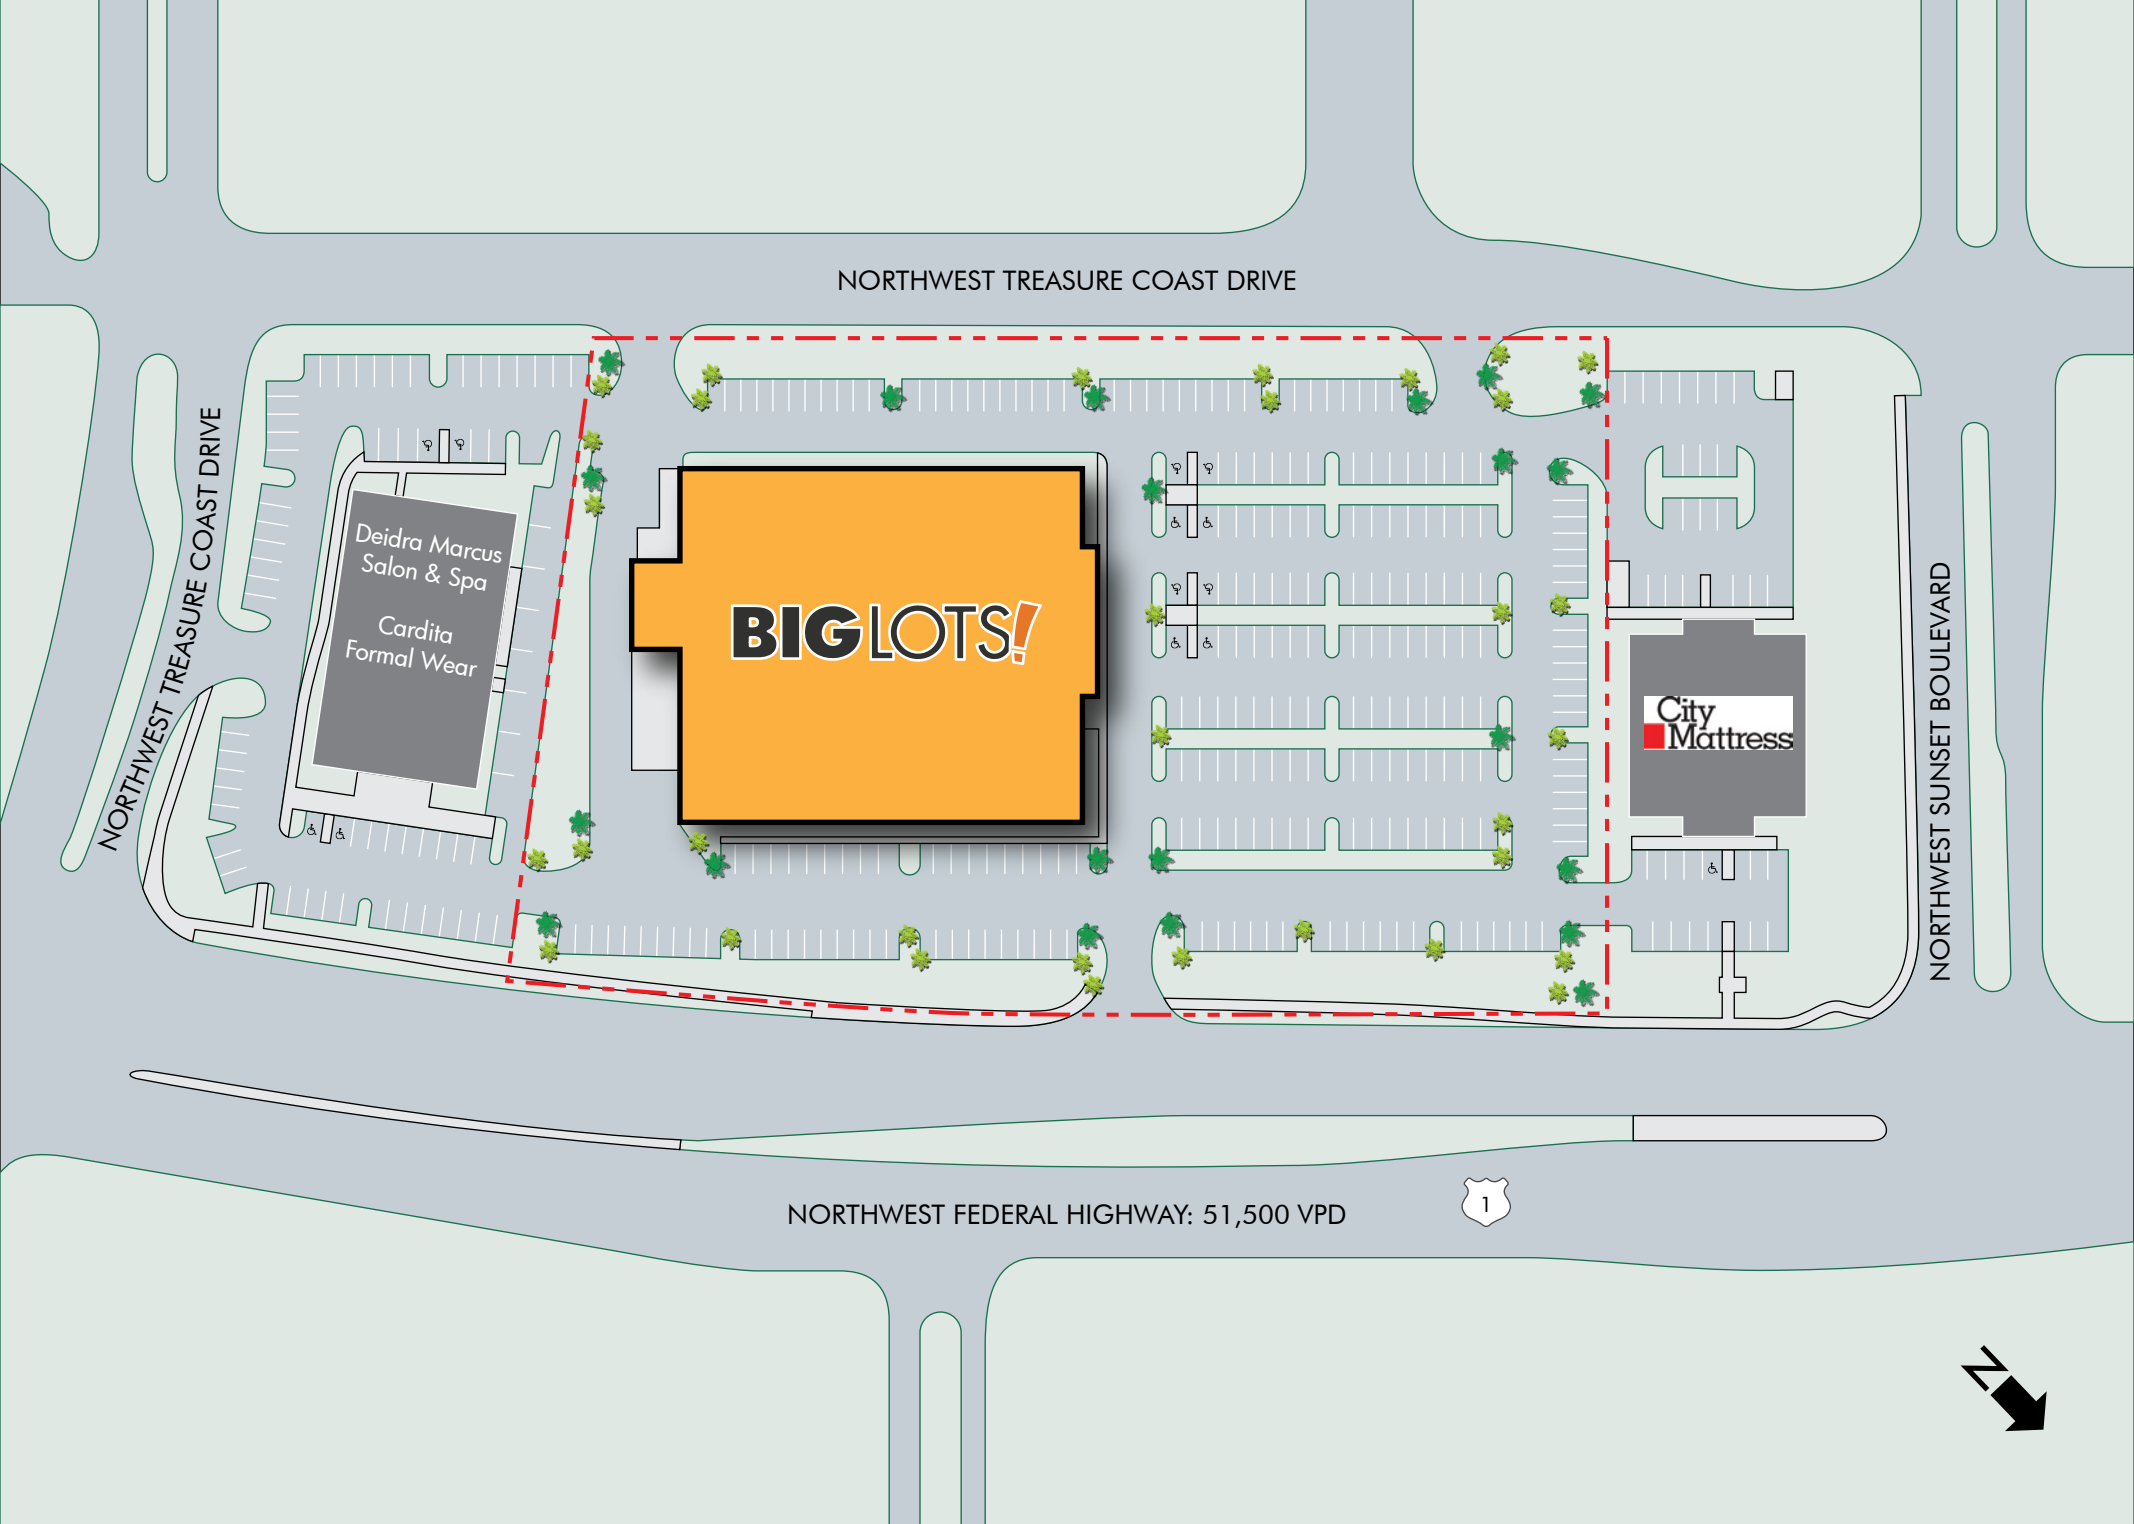 NORTHWEST TREASURE COAST DRIVE
NORTHWEST TREASURE COAST DRIVE
Deidra Marcus
Salon & Spa
Cardita
Formal Wear
BIG LOTS!
City
Mattress
NORTHWEST SUNSET BOULEVARD
NORTHWEST FEDERAL HIGHWAY: 51,500 VPD
1
N